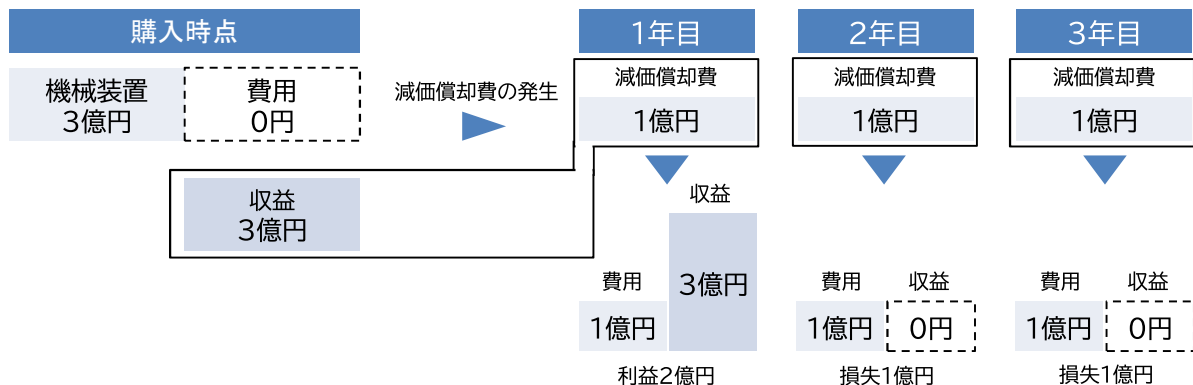 購入時点
機械装置
3億円
費用
0円
収益
3億円
減価償却費の発生
1年目
減価償却費
1億円
収益
3億円
費用
1億円
利益2億円
2年目
減価償却費
1億円
費用
1億円
収益
0円
損失1億円
3年目
減価償却費
1億円
費用
1億円
収益
0円
損失1億円